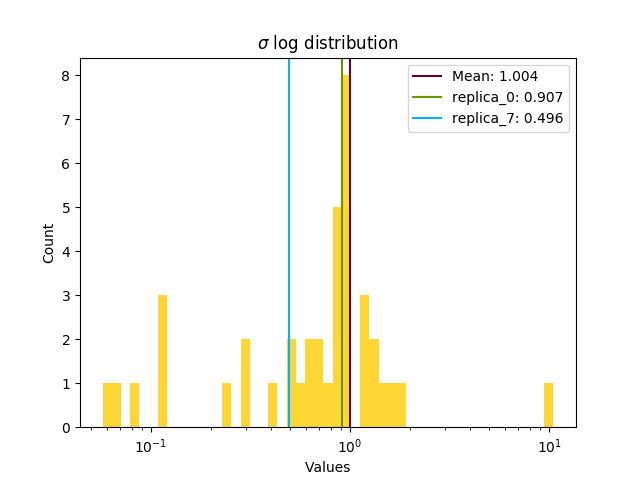 σ log distribution
Mean: 1.004
replica_0: 0.907
replica_7: 0.496
Count
8
7
6
5
4
3
2
1
0
10⁻¹
10⁰
10¹
Values